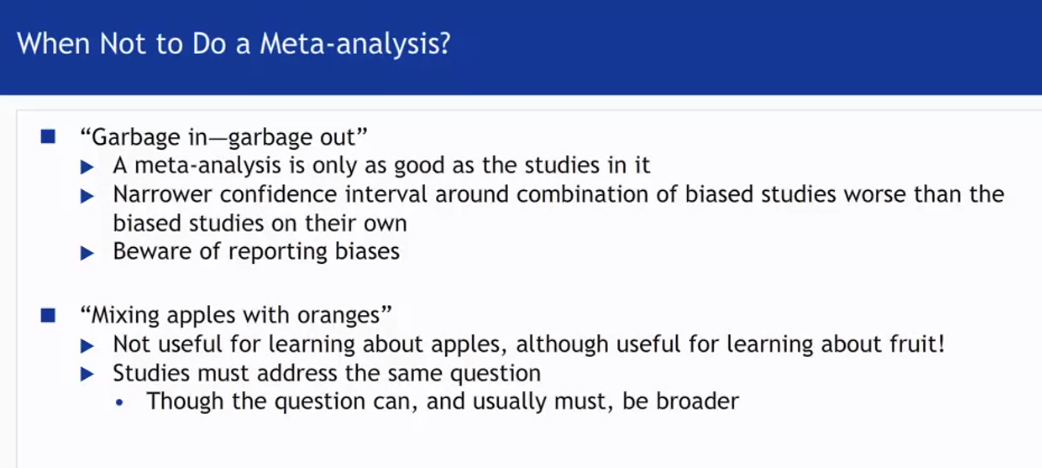 When Not to Do a Meta-analysis?
“Garbage in—garbage out”
A meta-analysis is only as good as the studies in it
Narrower confidence interval around combination of biased studies worse than the
biased studies on their own
Beware of reporting biases
“Mixing apples with oranges”
Not useful for learning about apples, although useful for learning about fruit!
Studies must address the same question
Though the question can, and usually must, be broader